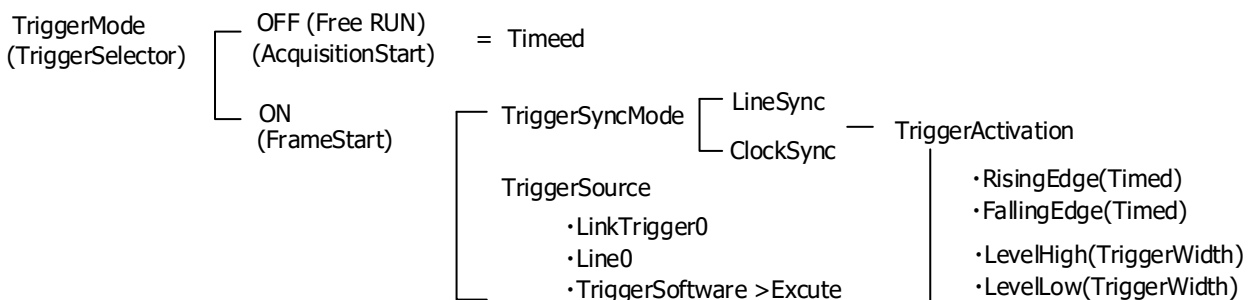 TriggerMode
(TriggerSelector)
OFF (Free RUN)
(AcquisitionStart)
= Timeed
ON
(FrameStart)
TriggerSyncMode
LineSync
ClockSync
TriggerActivation
・RisingEdge(Timed)
・FallingEdge(Timed)
・LevelHigh(TriggerWidth)
・LevelLow(TriggerWidth)
TriggerSource
・LinkTrigger0
・Line0
・TriggerSoftware >Excute